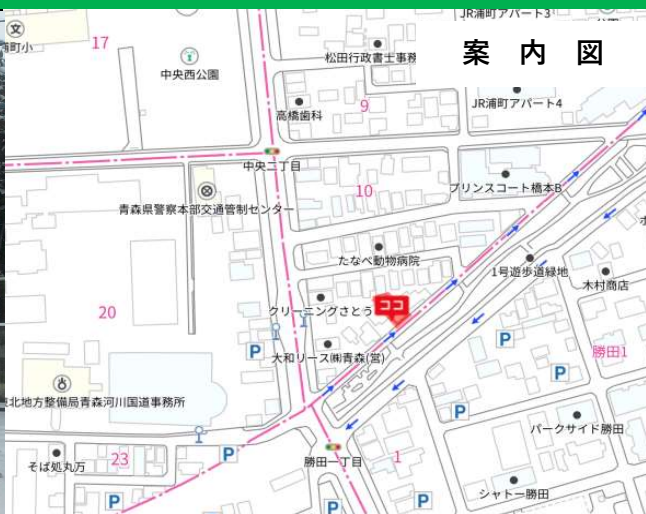 JR浦町アパート3
案内図
文
浦町小
17
中央西公園
松田行政書士事務
高橋歯科
9
JR浦町アパート4
中央二丁目
10
プリンスコート橋本B
青森県警察本部交通管制センター
たなべ動物病院
1号遊歩道緑地
木村商店
20
クリーニングさとう
ココ
P
大和リース㈱青森(営)
P
P
勝田1
東北地方整備局青森河川国道事務所
P
パークサイド勝田
そば処丸万
23
P
勝田一丁目
1
シャトー勝田
P
P
P